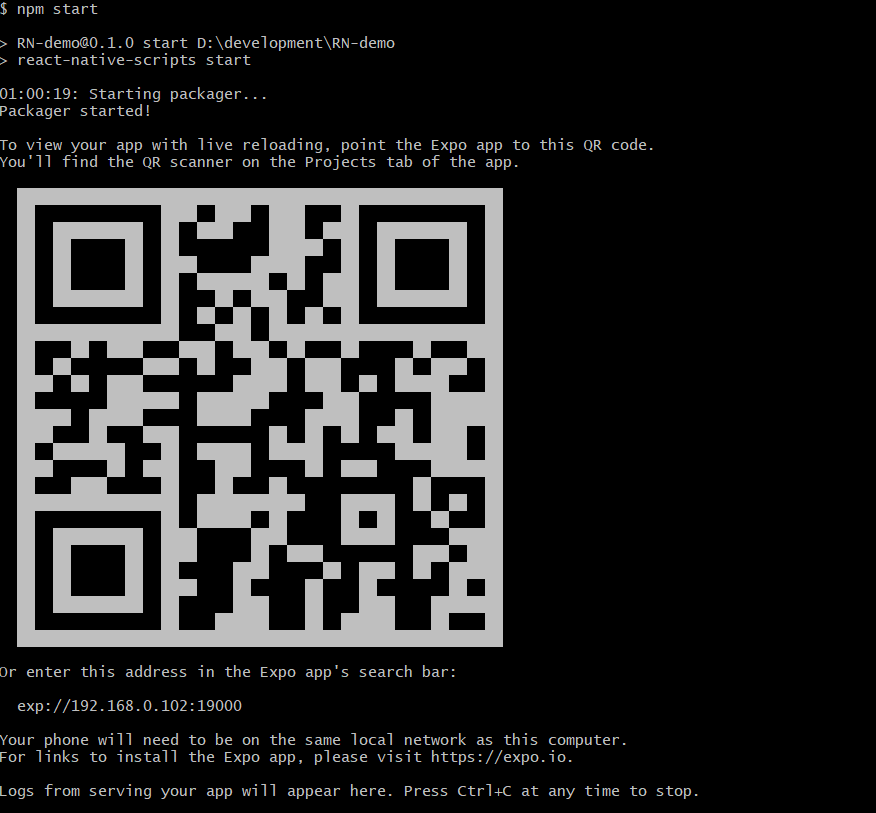 $ npm start
> RN-demo@0.1.0 start D:\development\RN-demo
> react-native-scripts start
01:00:19: Starting packager...
Packager started!
To view your app with live reloading, point the Expo app to this QR code.
You'll find the QR scanner on the Projects tab of the app.
Or enter this address in the Expo app's search bar:
exp://192.168.0.102:19000
Your phone will need to be on the same local network as this computer.
For links to install the Expo app, please visit https://expo.io.
Logs from serving your app will appear here. Press Ctrl+C at any time to stop.